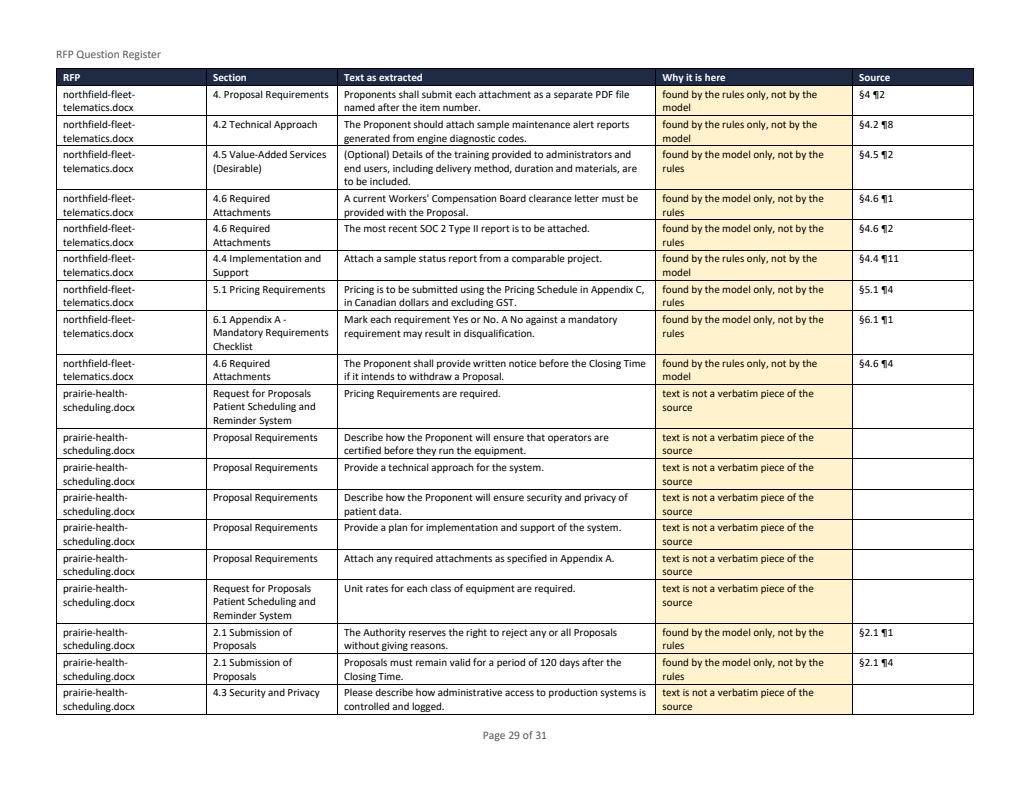 RFP Question Register
RFP Section Text as extracted Why it is here Source
northfield-fleet- 4. Proposal Requirements Proponents shall submit each attachment as a separate PDF file found by the rules only, not by the §4 ¶2
telematics.docx named after the item number. model
northfield-fleet- 4.2 Technical Approach The Proponent should attach sample maintenance alert reports found by the rules only, not by the §4.2 ¶8
telematics.docx generated from engine diagnostic codes. model
northfield-fleet- 4.5 Value-Added Services (Optional) Details of the training provided to administrators and found by the model only, not by the §4.5 ¶2
telematics.docx (Desirable) end users, including delivery method, duration and materials, are rules
to be included.
northfield-fleet- 4.6 Required A current Workers' Compensation Board clearance letter must be found by the model only, not by the §4.6 ¶1
telematics.docx Attachments provided with the Proposal. rules
northfield-fleet- 4.6 Required The most recent SOC 2 Type II report is to be attached. found by the model only, not by the §4.6 ¶2
telematics.docx Attachments rules
northfield-fleet- 4.4 Implementation and Attach a sample status report from a comparable project. found by the rules only, not by the §4.4 ¶11
telematics.docx Support model
northfield-fleet- 5.1 Pricing Requirements Pricing is to be submitted using the Pricing Schedule in Appendix C, found by the model only, not by the §5.1 ¶4
telematics.docx in Canadian dollars and excluding GST. rules
northfield-fleet- 6.1 Appendix A - Mark each requirement Yes or No. A No against a mandatory found by the model only, not by the §6.1 ¶1
telematics.docx Mandatory Requirements requirement may result in disqualification. rules
Checklist
northfield-fleet- 4.6 Required The Proponent shall provide written notice before the Closing Time found by the rules only, not by the §4.6 ¶4
telematics.docx Attachments if it intends to withdraw a Proposal. model
prairie-health- Request for Proposals Pricing Requirements are required. text is not a verbatim piece of the
scheduling.docx Patient Scheduling and source
Reminder System
prairie-health- Proposal Requirements Describe how the Proponent will ensure that operators are text is not a verbatim piece of the
scheduling.docx certified before they run the equipment. source
prairie-health- Proposal Requirements Provide a technical approach for the system. text is not a verbatim piece of the
scheduling.docx source
prairie-health- Proposal Requirements Describe how the Proponent will ensure security and privacy of text is not a verbatim piece of the
scheduling.docx patient data. source
prairie-health- Proposal Requirements Provide a plan for implementation and support of the system. text is not a verbatim piece of the
scheduling.docx source
prairie-health- Proposal Requirements Attach any required attachments as specified in Appendix A. text is not a verbatim piece of the
scheduling.docx source
prairie-health- Request for Proposals Unit rates for each class of equipment are required. text is not a verbatim piece of the
scheduling.docx Patient Scheduling and source
Reminder System
prairie-health- 2.1 Submission of The Authority reserves the right to reject any or all Proposals found by the model only, not by the §2.1 ¶1
scheduling.docx Proposals without giving reasons. rules
prairie-health- 2.1 Submission of Proposals must remain valid for a period of 120 days after the found by the model only, not by the §2.1 ¶4
scheduling.docx Proposals Closing Time. rules
prairie-health- 4.3 Security and Privacy Please describe how administrative access to production systems is text is not a verbatim piece of the
scheduling.docx controlled and logged. source
Page 29 of 31